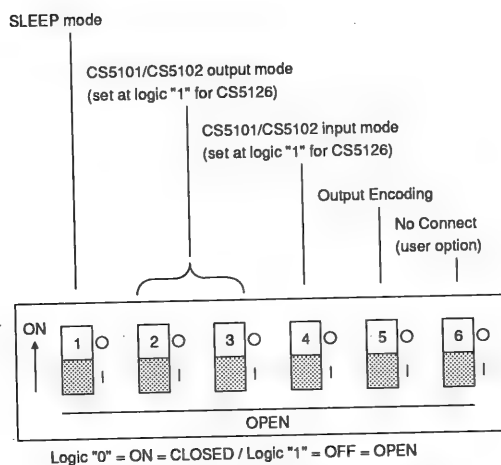 SLEEP mode
CS5101/CS5102 output mode
(set at logic "1" for CS5126)
CS5101/CS5102 input mode
(set at logic "1" for CS5126)
Output Encoding
No Connect
(user option)
ON
1 O 2 O 3 O 4 O 5 O 6 O
I I I I I I
OPEN
Logic "0" = ON = CLOSED / Logic "1" = OFF = OPEN